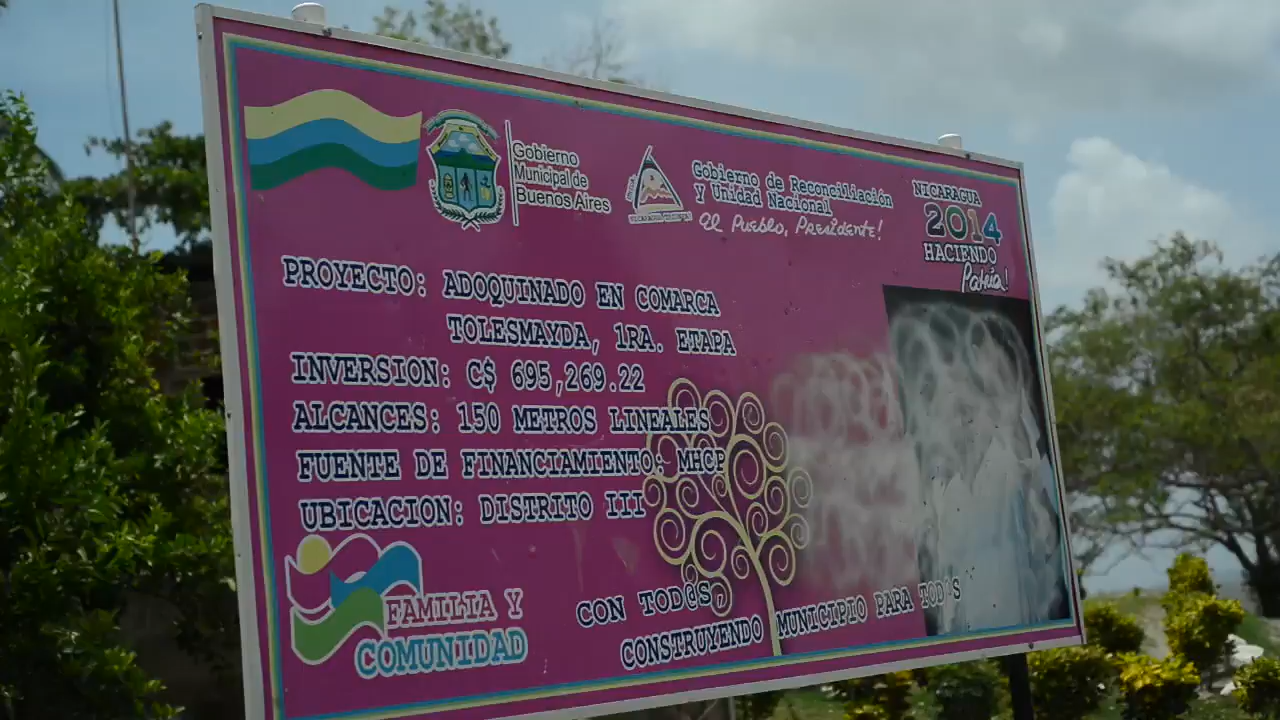 Gobierno
Municipal de
Buenos Aires
Gobierno de Reconciliación
y Unidad Nacional
El Pueblo, Presidente!
NICARAGUA
2014
HACIENDO
Patria!
PROYECTO: ADOQUINADO EN COMARCA
TOLESMAYDA, 1RA. ETAPA
INVERSION: C$ 695,269.22
ALCANCES: 150 METROS LINEALES
FUENTE DE FINANCIAMIENTO: MHCP
UBICACION: DISTRITO III
FAMILIA Y
COMUNIDAD
CON TOD@S,
CONSTRUYENDO MUNICIPIO PARA